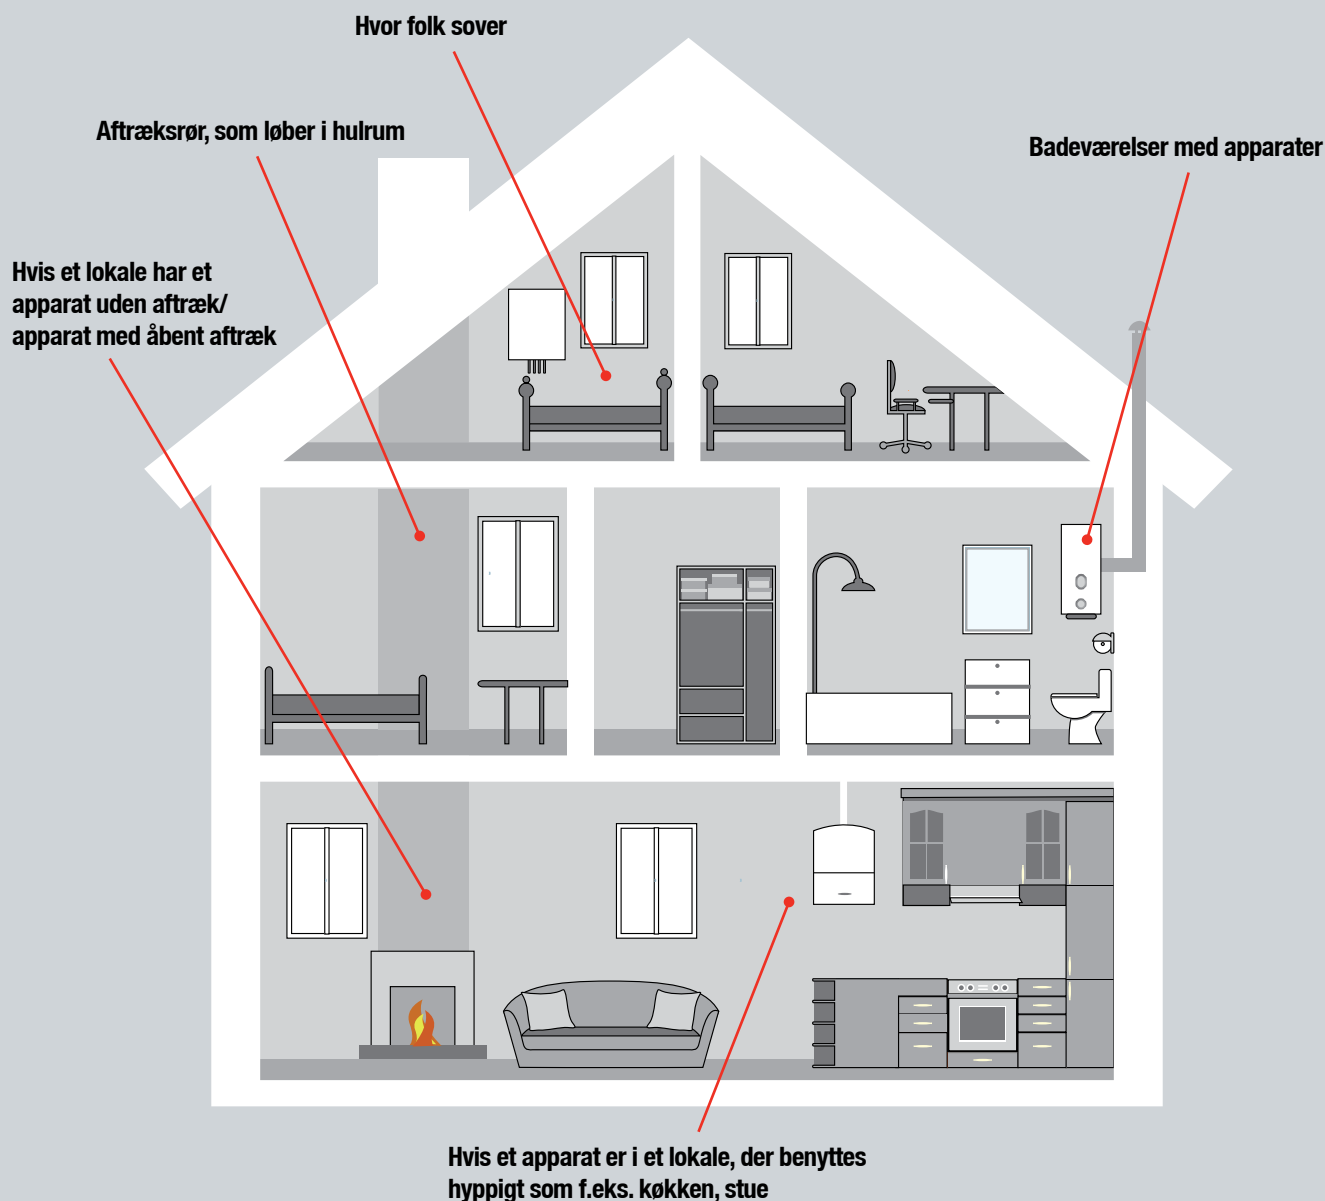 Hvor folk sover
Aftræksrør, som løber i hulrum
Badeværelser med apparater
Hvis et lokale har et
apparat uden aftræk/
apparat med åbent aftræk
Hvis et apparat er i et lokale, der benyttes
hyppigt som f.eks. køkken, stue